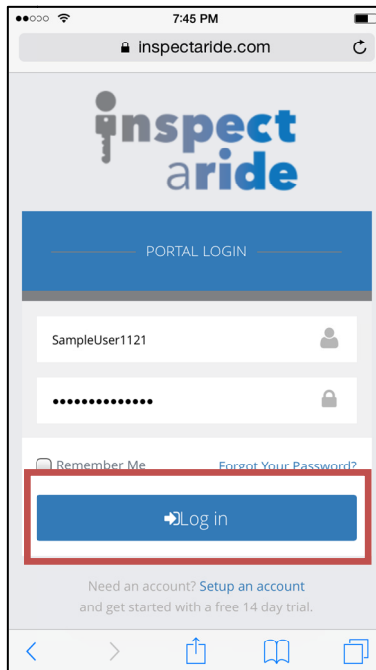 7:45 PM
inspectaride.com
inspect
aride
PORTAL LOGIN
SampleUser1121
••••••••••••••
Remember Me Forgot Your Password?
Log in
Need an account? Setup an account
and get started with a free 14 day trial.